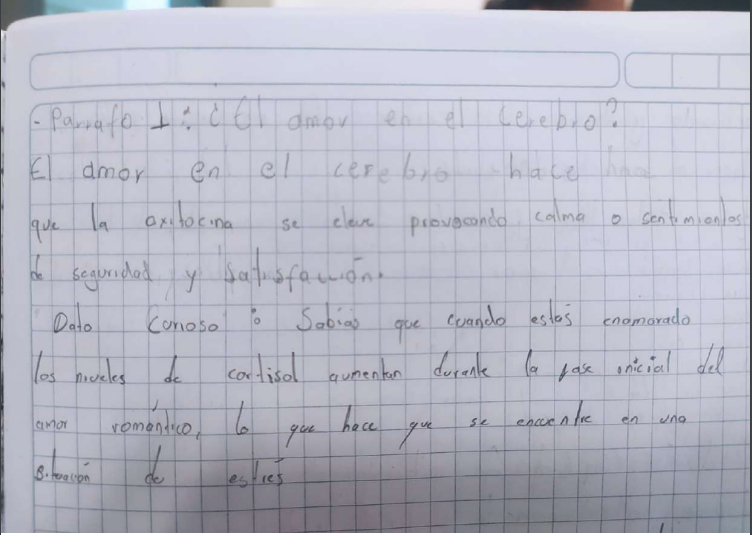 - Parrafo 1: ¿El amor en el cerebro?
El amor en el cerebro hace
que la oxitocina se eleve provocando calma o sentimientos
de seguridad y satisfacción.
Dato Curioso: Sabías que cuando estás enamorado
los niveles de cortisol aumentan durante la fase inicial del
amor romántico, lo que hace que se encuentre en una
situación de estrés